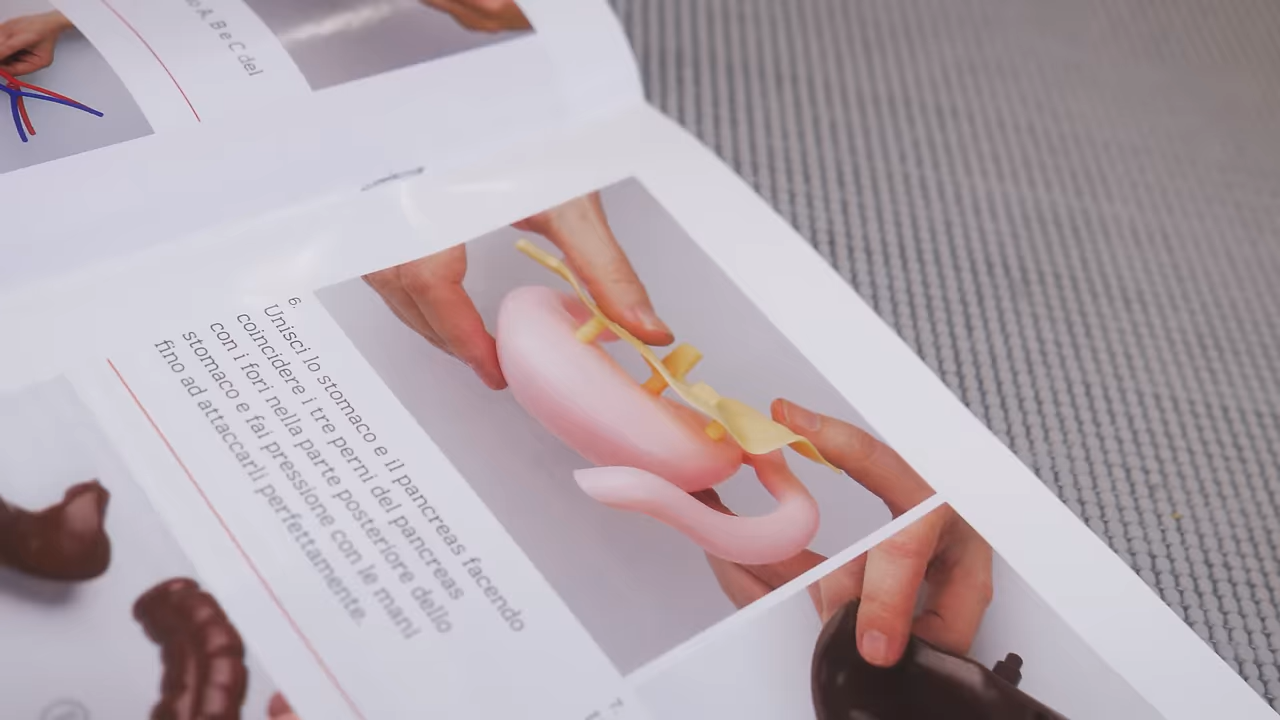 A, B e C del
6.
Unisci lo stomaco e il pancreas facendo
coincidere i tre perni del pancreas
con i fori nella parte posteriore dello
stomaco e fai pressione con le mani
fino ad attaccarli perfettamente.
7.